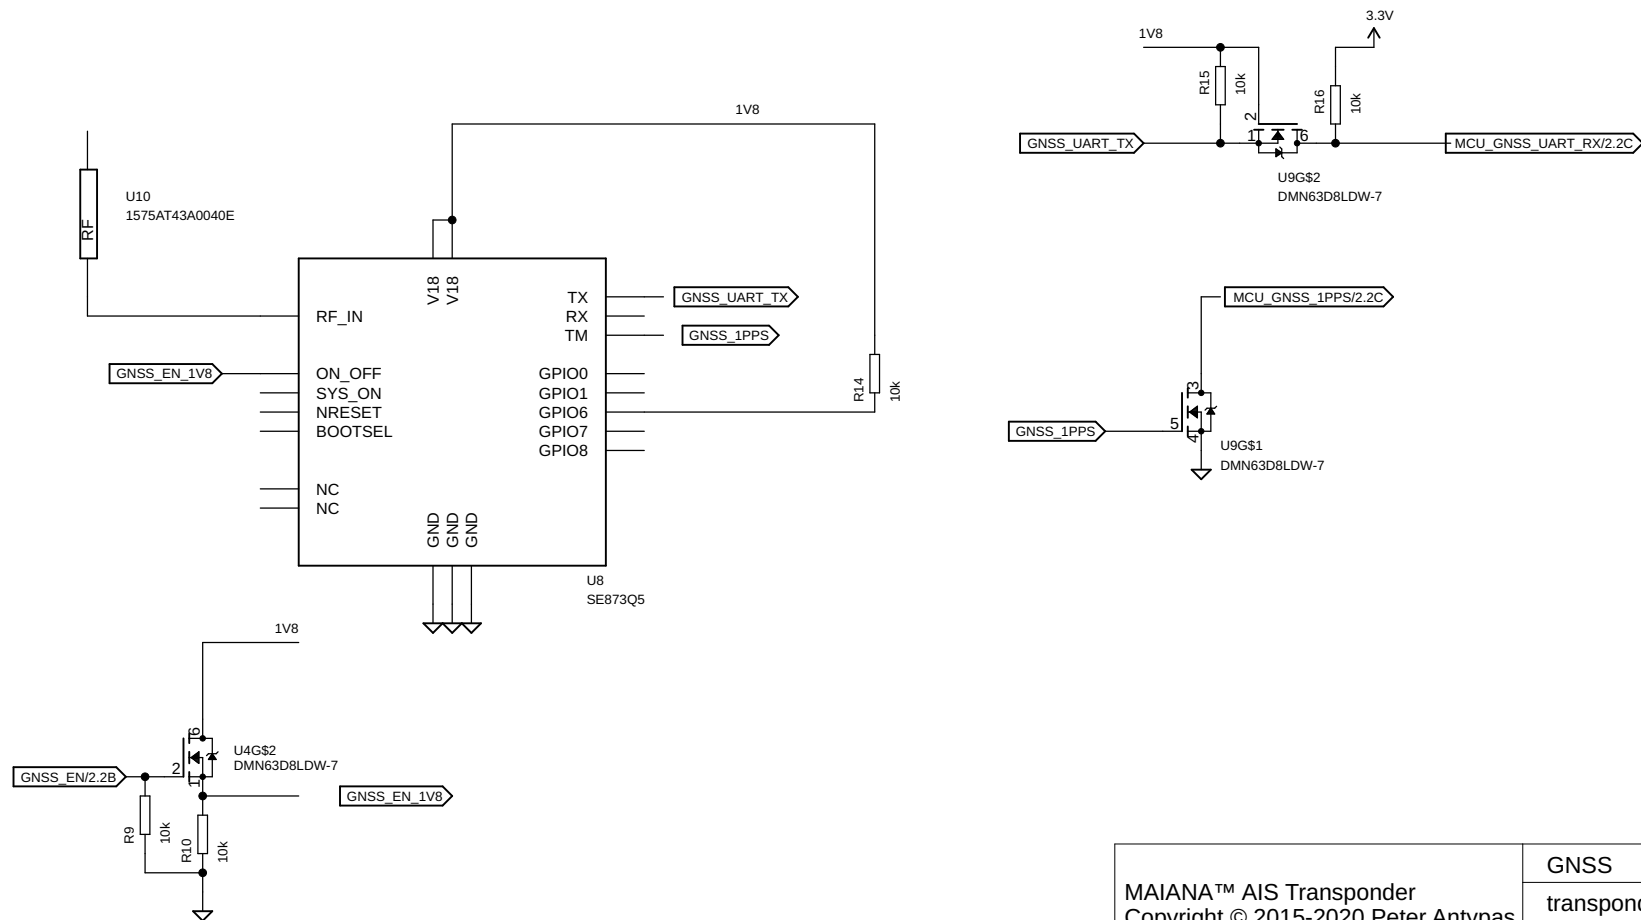 3.3V
1V8
R15
10k
R16
10k
2
1
6
GNSS_UART_TX
MCU_GNSS_UART_RX/2.2C
U9G$2
DMN63D8LDW-7
1V8
U10
1575AT43A0040E
RF
V18
V18
TX
GNSS_UART_TX
RF_IN
RX
TM
GNSS_1PPS
GNSS_EN_1V8
ON_OFF
GPIO0
SYS_ON
GPIO1
NRESET
GPIO6
BOOTSEL
GPIO7
GPIO8
R14
10k
NC
NC
GND
GND
GND
U8
SE873Q5
MCU_GNSS_1PPS/2.2C
3
GNSS_1PPS
5
4
U9G$1
DMN63D8LDW-7
1V8
6
U4G$2
DMN63D8LDW-7
GNSS_EN/2.2B
2
1
GNSS_EN_1V8
R9
10k
R10
10k
MAIANA™ AIS Transponder
Copyright © 2015-2020 Peter Antypas
GNSS